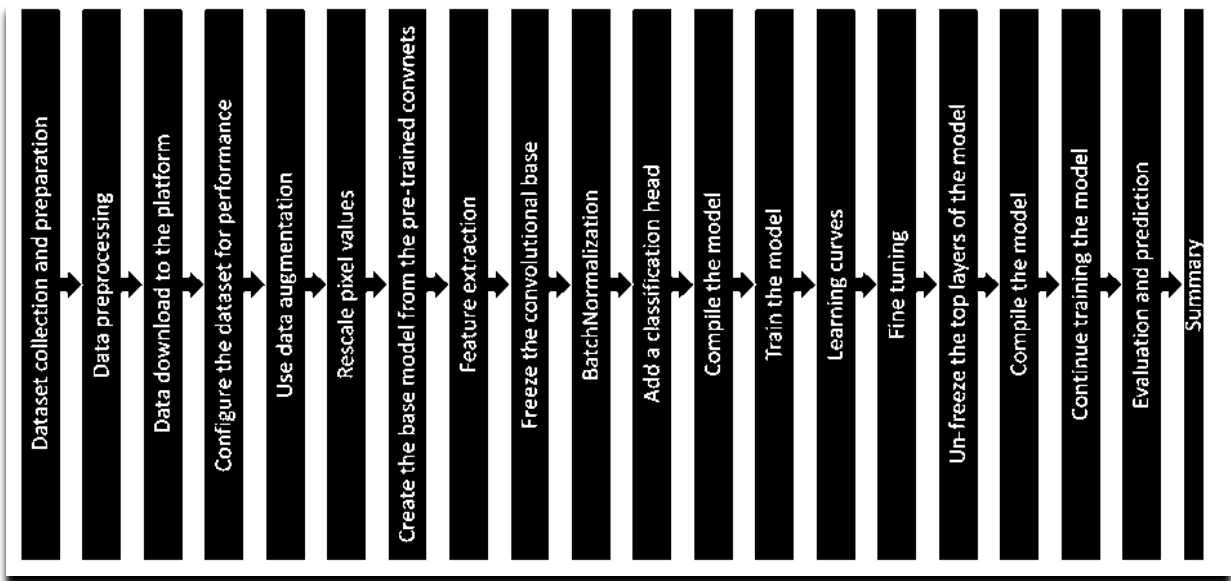 Dataset collection and preparation
Data preprocessing
Data download to the platform
Configure the dataset for performance
Use data augmentation
Rescale pixel values
Create the base model from the pre-trained convnets
Feature extraction
Freeze the convolutional base
BatchNormalization
Add a classification head
Compile the model
Train the model
Learning curves
Fine tuning
Un-freeze the top layers of the model
Compile the model
Continue training the model
Evaluation and prediction
Summary